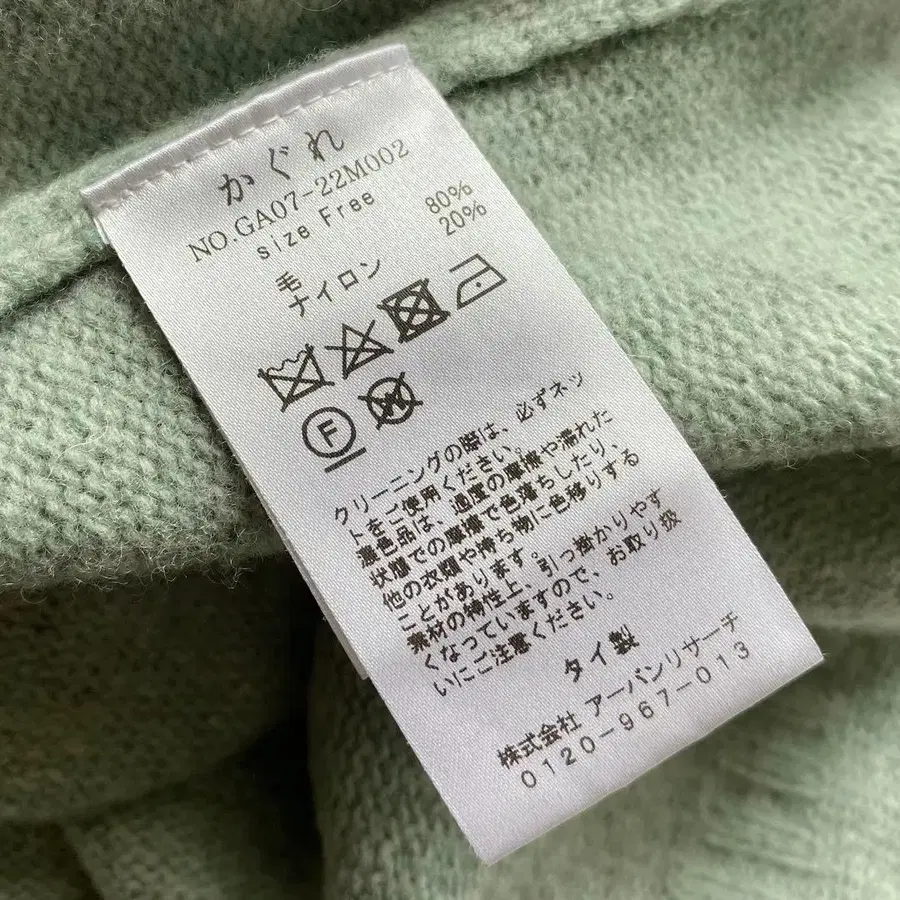 かぐれ
NO.GA07-22M002
size Free
毛 80%
ナイロン 20%
F
W
クリーニングの際は、必ずネッ
トをご使用ください。
濃色品は、過度の摩擦や濡れた
状態での摩擦で色落ちしたり、
他の衣類や持ち物に色移りする
ことがあります。
素材の特性上、引っ掛かりやす
くなっていますので、お取り扱
いにご注意ください。
タイ製
株式会社 アーバンリサーチ
0120-967-013